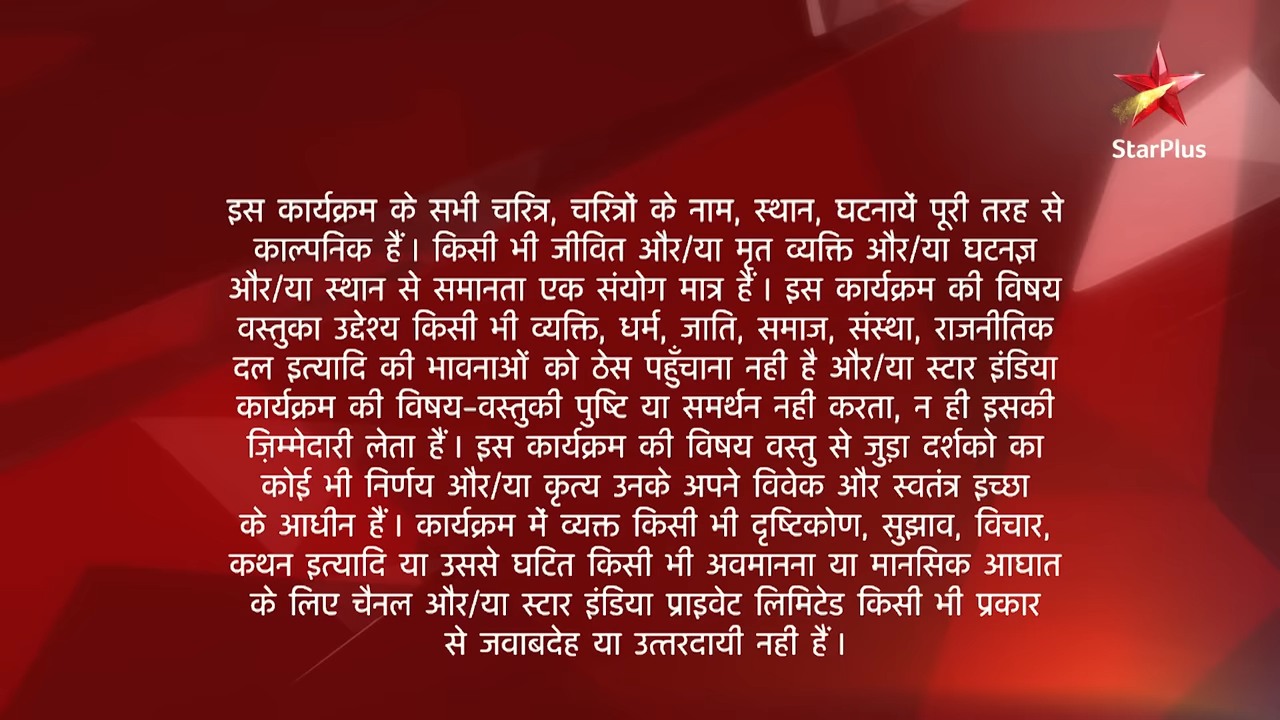 StarPlus
इस कार्यक्रम के सभी चरित्र, चरित्रों के नाम, स्थान, घटनायें पूरी तरह से
काल्पनिक हैं। किसी भी जीवित और/या मृत व्यक्ति और/या घटनज्ञ
और/या स्थान से समानता एक संयोग मात्र हैं। इस कार्यक्रम की विषय
वस्तुका उद्देश्य किसी भी व्यक्ति, धर्म, जाति, समाज, संस्था, राजनीतिक
दल इत्यादि की भावनाओं को ठेस पहुँचाना नही है और/या स्टार इंडिया
कार्यक्रम की विषय-वस्तुकी पुष्टि या समर्थन नही करता, न ही इसकी
ज़िम्मेदारी लेता हैं। इस कार्यक्रम की विषय वस्तु से जुड़ा दर्शको का
कोई भी निर्णय और/या कृत्य उनके अपने विवेक और स्वतंत्र इच्छा
के आधीन हैं। कार्यक्रम में व्यक्त किसी भी दृष्टिकोण, सुझाव, विचार,
कथन इत्यादि या उससे घटित किसी भी अवमानना या मानसिक आघात
के लिए चैनल और/या स्टार इंडिया प्राइवेट लिमिटेड किसी भी प्रकार
से जवाबदेह या उत्तरदायी नही हैं।